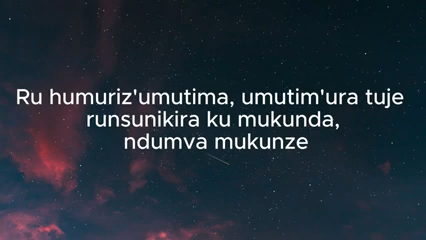 Ru humuriz'umutima, umutim'ura tuje
runsunikira ku mukunda,
ndumva mukunze